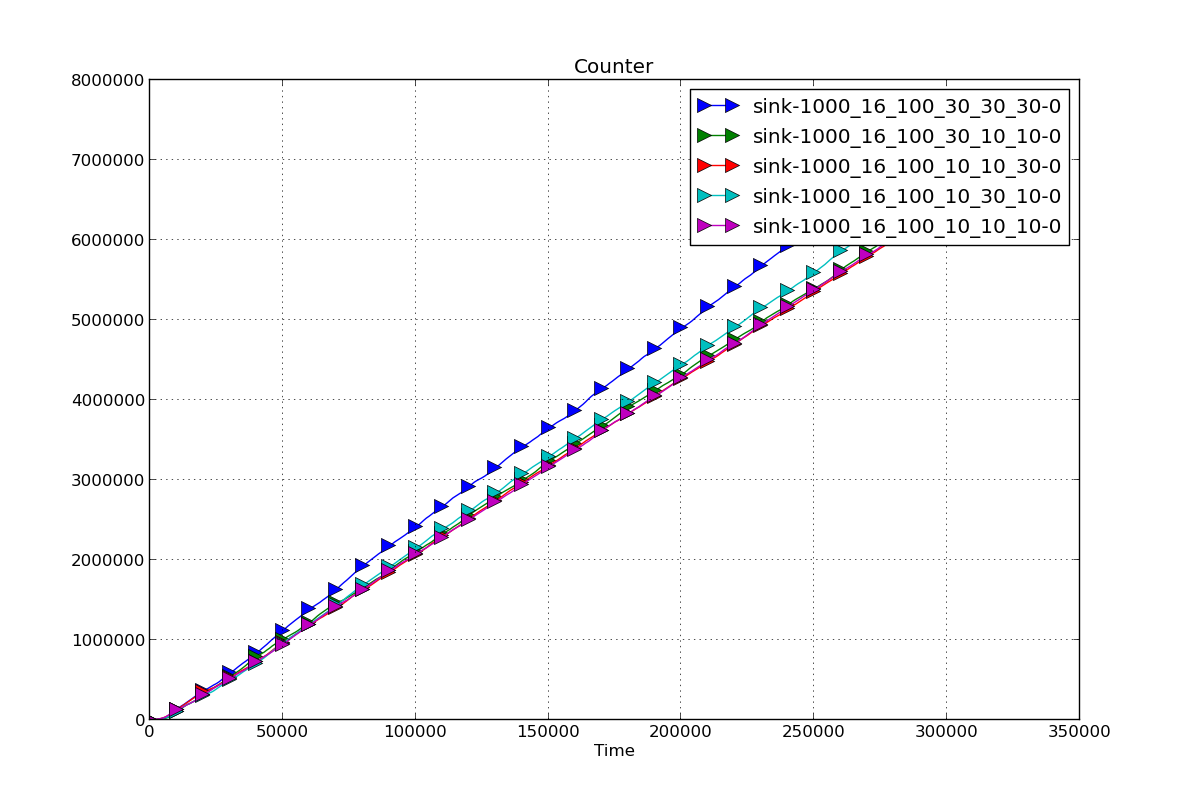 Counter
8000000
7000000
6000000
5000000
4000000
3000000
2000000
1000000
0
sink-1000_16_100_30_30_30-0
sink-1000_16_100_30_10_10-0
sink-1000_16_100_10_10_30-0
sink-1000_16_100_10_30_10-0
sink-1000_16_100_10_10_10-0
0 50000 100000 150000 200000 250000 300000 350000
Time